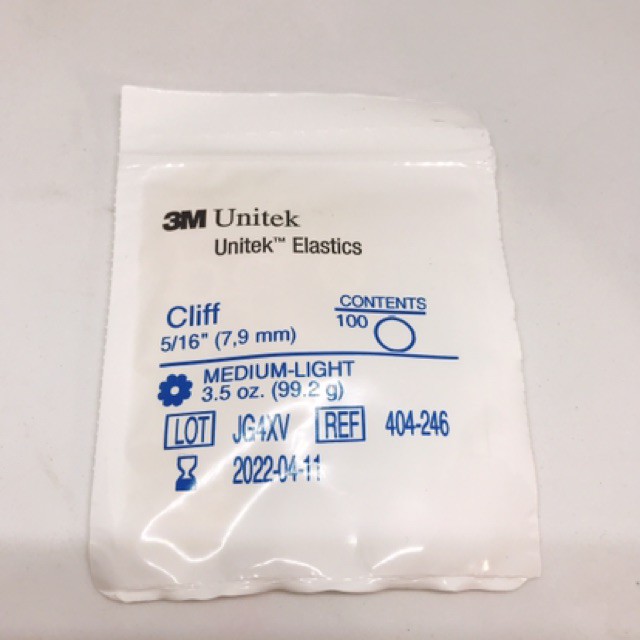 3M Unitek
Unitek™ Elastics
Cliff
5/16" (7,9 mm)
CONTENTS
100
MEDIUM-LIGHT
3.5 oz. (99.2 g)
LOT JG4XV REF 404-246
2022-04-11